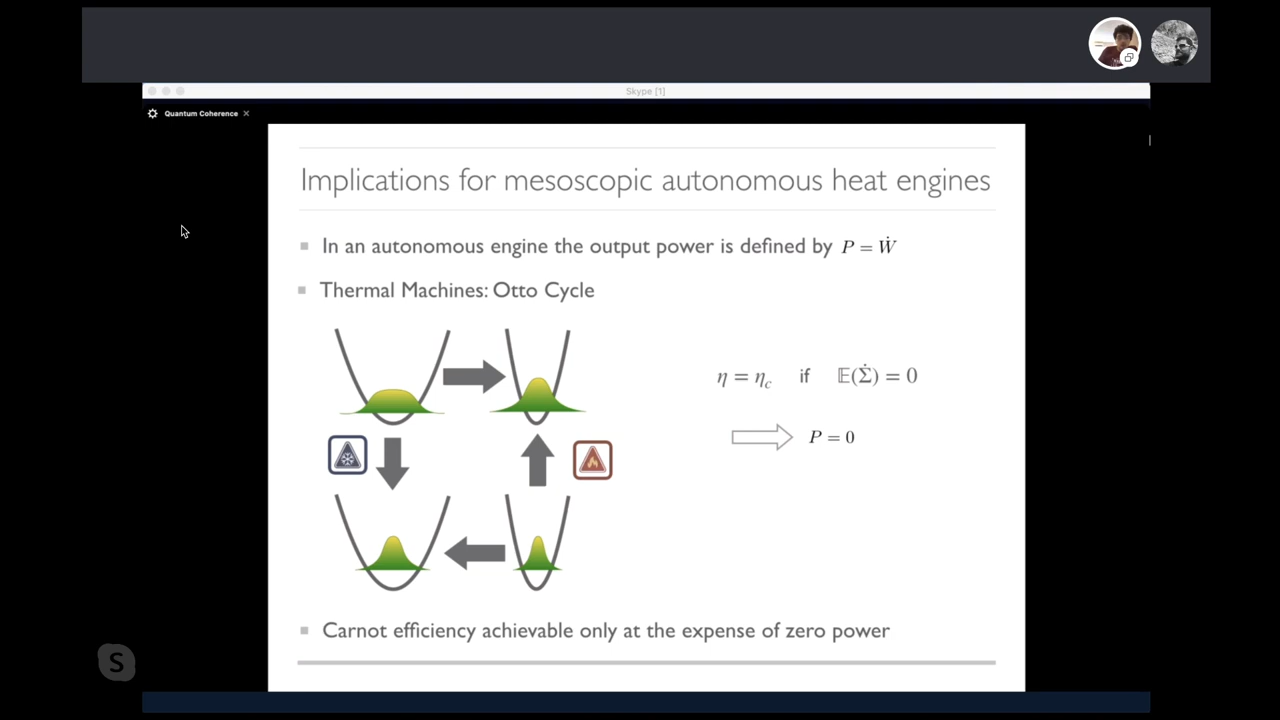 Skype [1]
Quantum Coherence
Implications for mesoscopic autonomous heat engines
In an autonomous engine the output power is defined by P = Ẇ
Thermal Machines: Otto Cycle
η = η_c if 𝔼(Σ̇) = 0
P = 0
Carnot efficiency achievable only at the expense of zero power
S